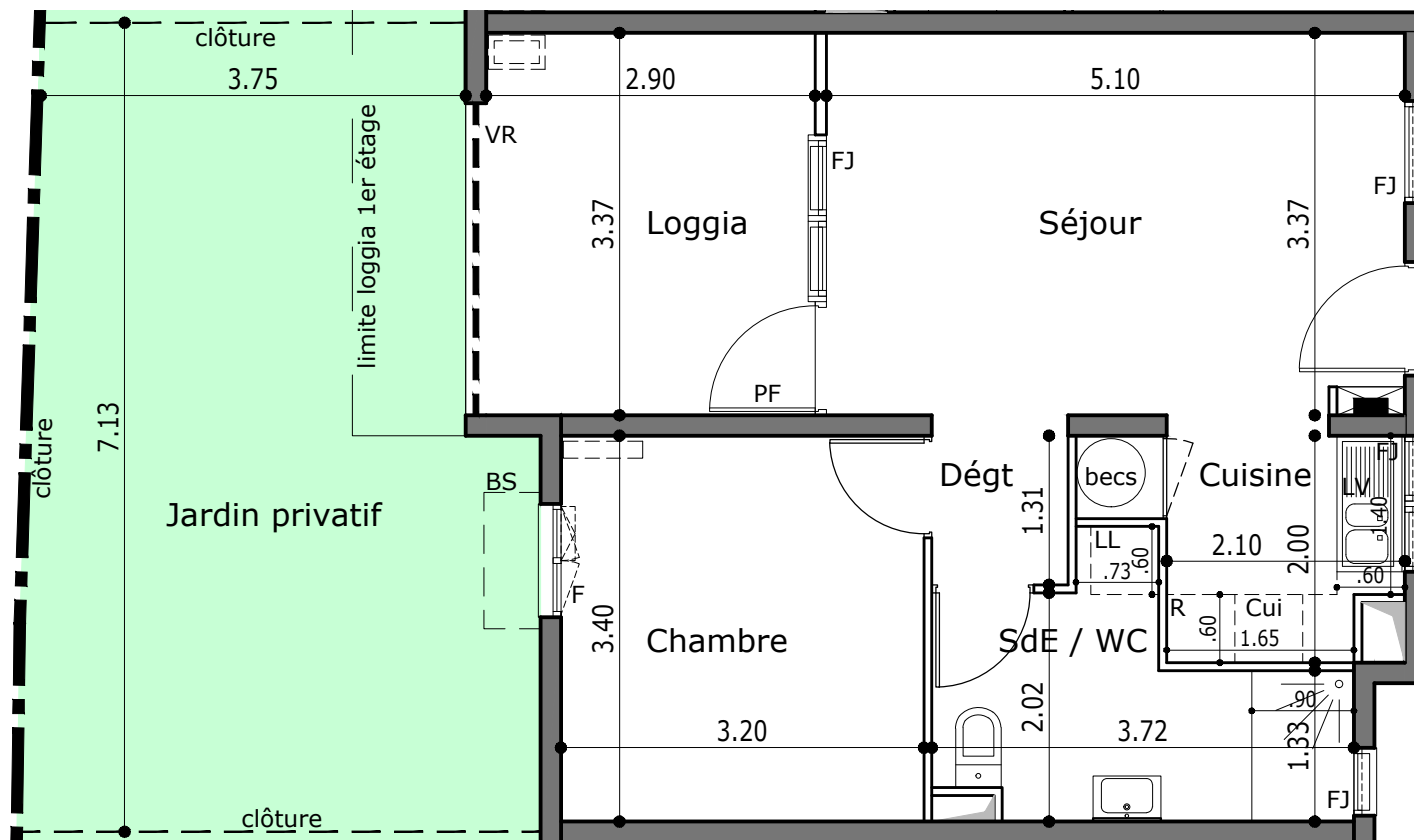 clôture
3.75
2.90
5.10
VR
FJ
FJ
limite loggia 1er étage
3.37
Loggia
Séjour
3.37
PF
7.13
clôture
Jardin privatif
BS
Dégt
becs
Cuisine
FJ
LV
1.40
1.31
LL
.60
.73
2.10
2.00
.60
F
3.40
Chambre
SdE / WC
R
.60
Cui
1.65
2.02
.90
3.20
3.72
1.33
FJ
clôture